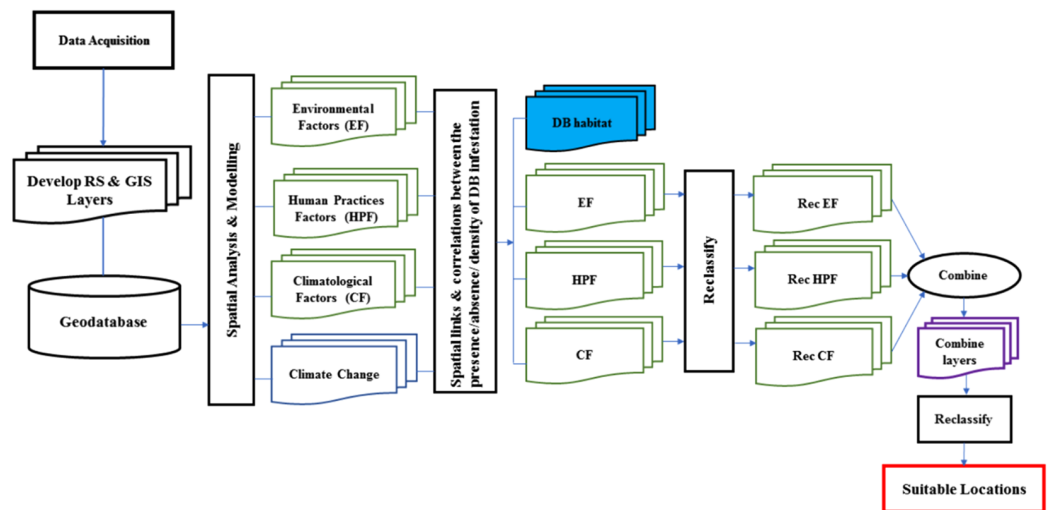 Data Acquisition
Develop RS & GIS
Layers
Geodatabase
Spatial Analysis & Modelling
Environmental
Factors (EF)
Human Practices
Factors (HPF)
Climatological
Factors (CF)
Climate Change
Spatial links & correlations between the
presence/absence/ density of DB infestation
DB habitat
EF
HPF
CF
Reclassify
Rec EF
Rec HPF
Rec CF
Combine
Combine
layers
Reclassify
Suitable Locations